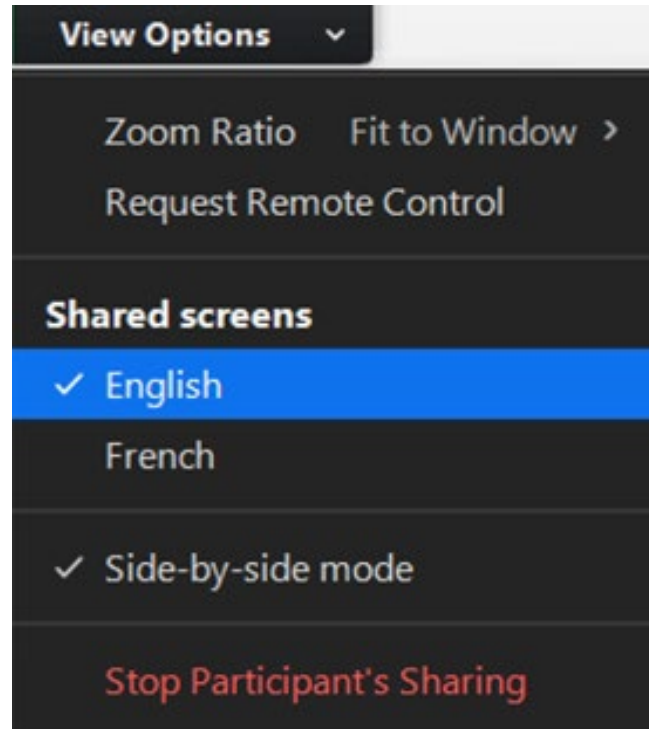 View Options
Zoom Ratio Fit to Window >
Request Remote Control
Shared screens
✓ English
French
✓ Side-by-side mode
Stop Participant's Sharing